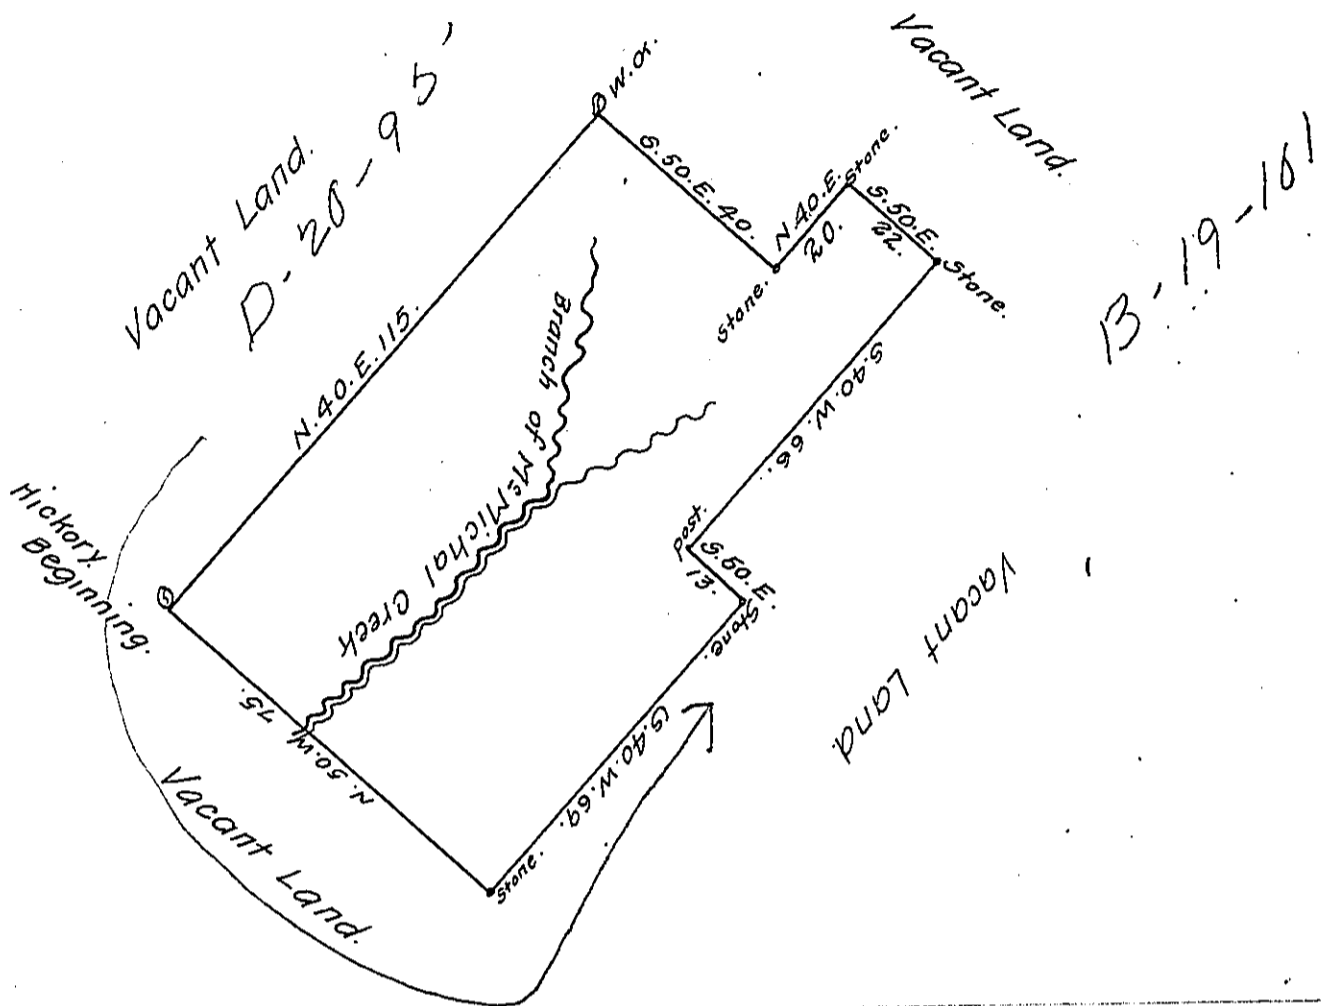 Vacant Land.
D-20-95'
W.O.
S.50.E.40.
N.40.E.
20.
Stone.
S.50.E.
22.
Stone.
Vacant Land.
B-19-101
Stone.
N.40.E.115.
Branch of McMichal Creek
S.40.W.66.
post.
S.50.E.
13.
Stone.
Vacant Land.
Hickory.
Beginning.
N.50.W
75.
S.40.W.69.
Stone.
Vacant Land.